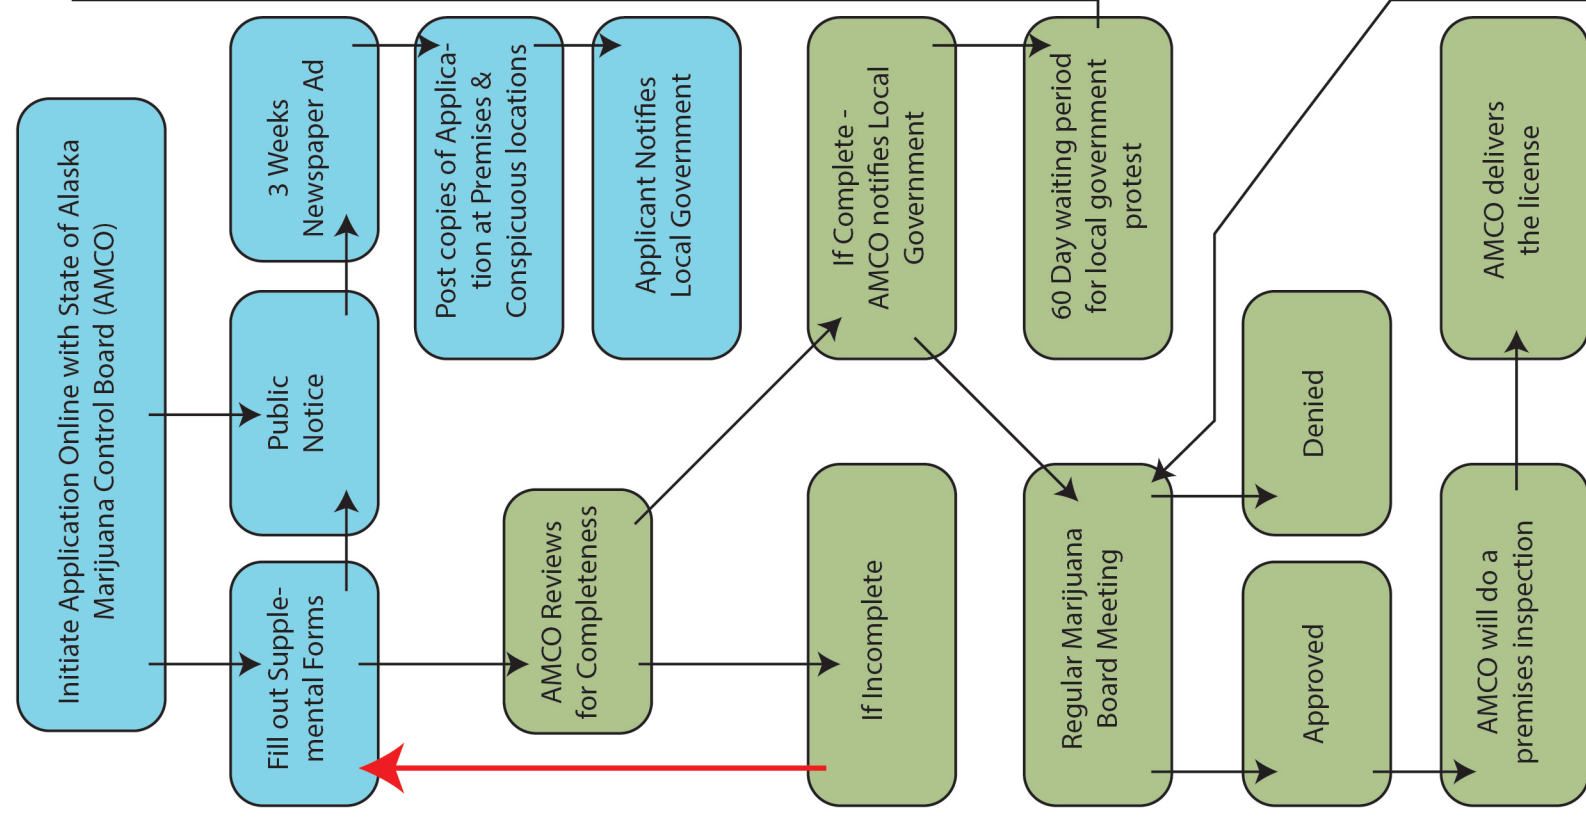 Initiate Application Online with State of Alaska
Marijuana Control Board (AMCO)
Fill out Supple-
mental Forms
Public
Notice
3 Weeks
Newspaper Ad
Post copies of Applica-
tion at Premises &
Conspicuous locations
Applicant Notifies
Local Government
AMCO Reviews
for Completeness
If Incomplete
If Complete -
AMCO notifies Local
Government
60 Day waiting period
for local government
protest
Regular Marijuana
Board Meeting
Approved
Denied
AMCO will do a
premises inspection
AMCO delivers
the license